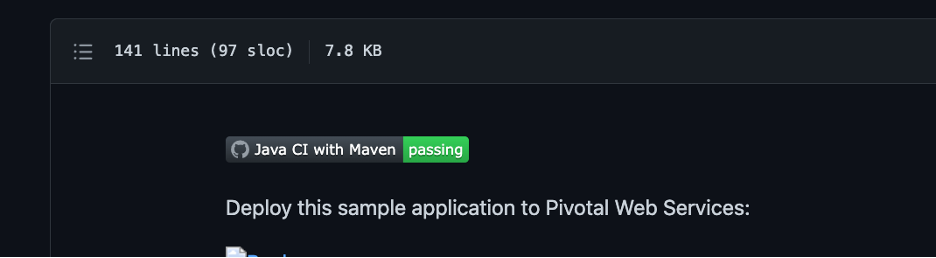 141 lines (97 sloc) 7.8 KB
Java CI with Maven passing
Deploy this sample application to Pivotal Web Services: